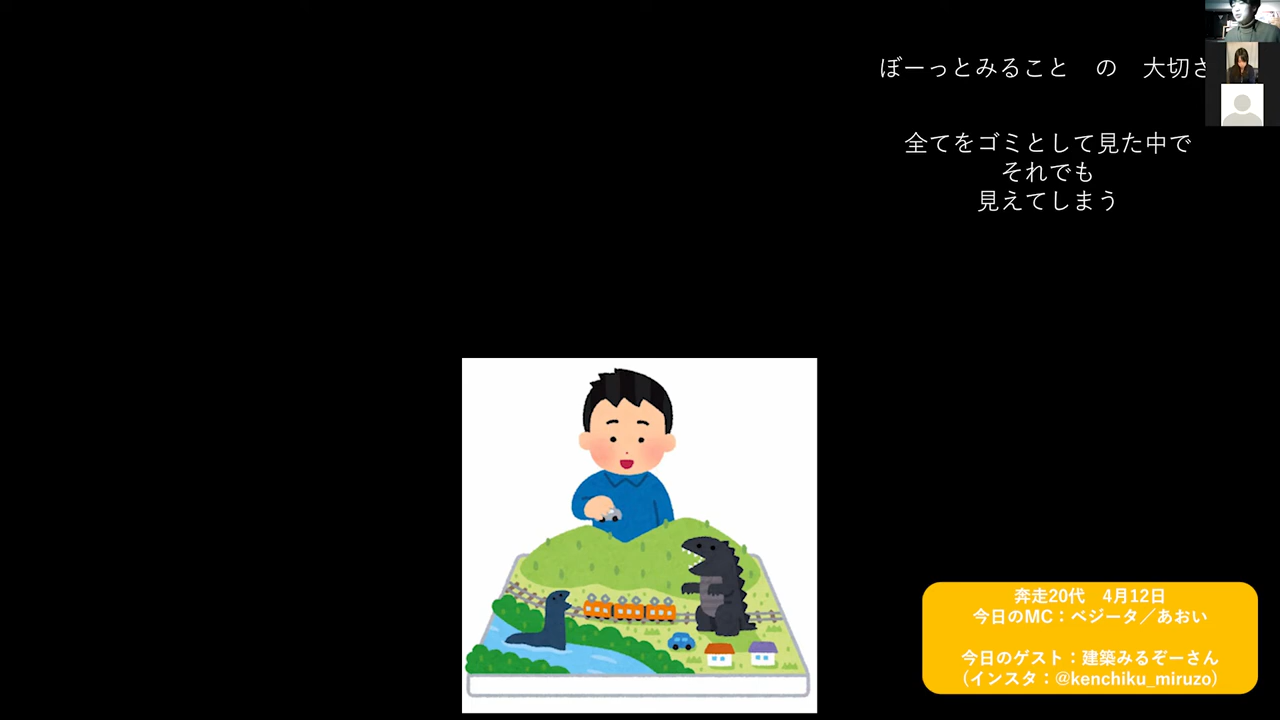 ぼーっとみること　の　大切さ
全てをゴミとして見た中で
それでも
見えてしまう
奔走20代　4月12日
今日のMC：ベジータ／あおい
今日のゲスト：建築みるぞーさん
（インスタ：@kenchiku_miruzo）